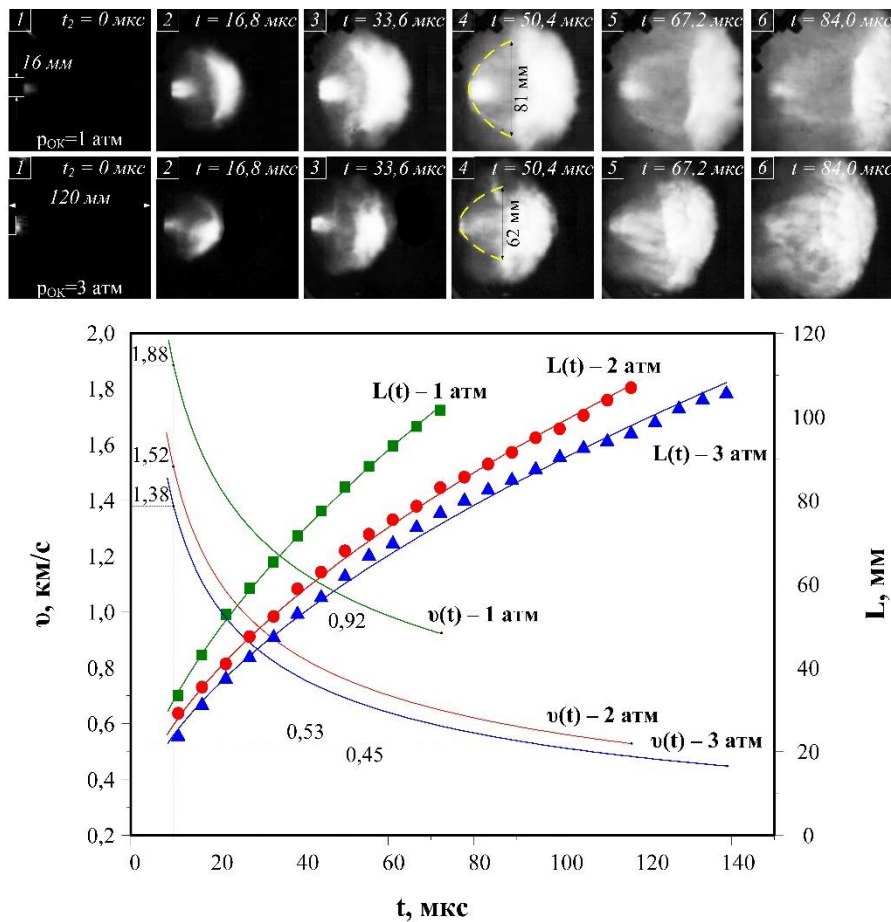 1 t₂ = 0 мкс 2 t = 16,8 мкс 3 t = 33,6 мкс 4 t = 50,4 мкс 5 t = 67,2 мкс 6 t = 84,0 мкс
16 мм
81 мм
pОК=1 атм
1 t₂ = 0 мкс 2 t = 16,8 мкс 3 t = 33,6 мкс 4 t = 50,4 мкс 5 t = 67,2 мкс 6 t = 84,0 мкс
120 мм
62 мм
pОК=3 атм
2,0
1,8
1,6
1,4
1,2
1,0
0,8
0,6
0,4
0,2
υ, км/с
1,88
1,52
1,38
L(t) – 1 атм
L(t) – 2 атм
L(t) – 3 атм
0,92
υ(t) – 1 атм
0,53
υ(t) – 2 атм
0,45
υ(t) – 3 атм
120
100
80
60
40
20
0
L, мм
0 20 40 60 80 100 120 140
t, мкс